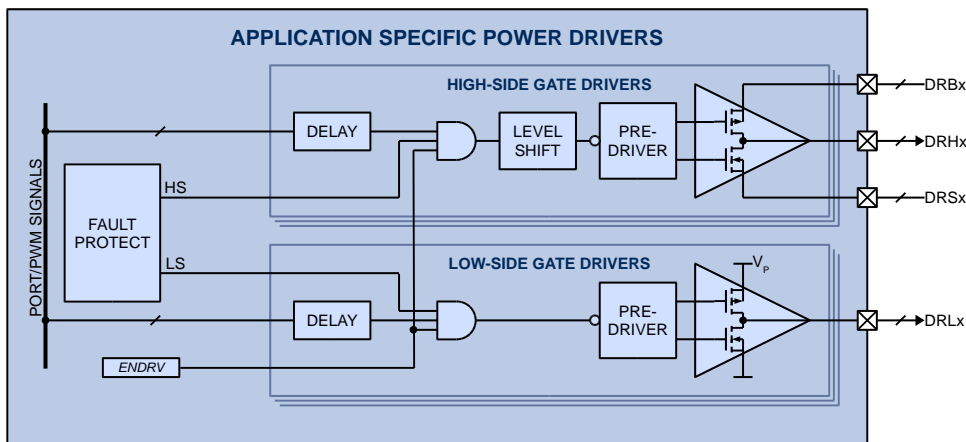 APPLICATION SPECIFIC POWER DRIVERS
HIGH-SIDE GATE DRIVERS
DRBx
DELAY
LEVEL
SHIFT
PRE-
DRIVER
DRHx
HS
DRSx
PORT/PWM SIGNALS
FAULT
PROTECT
LS
LOW-SIDE GATE DRIVERS
VP
DELAY
PRE-
DRIVER
DRLx
ENDRV